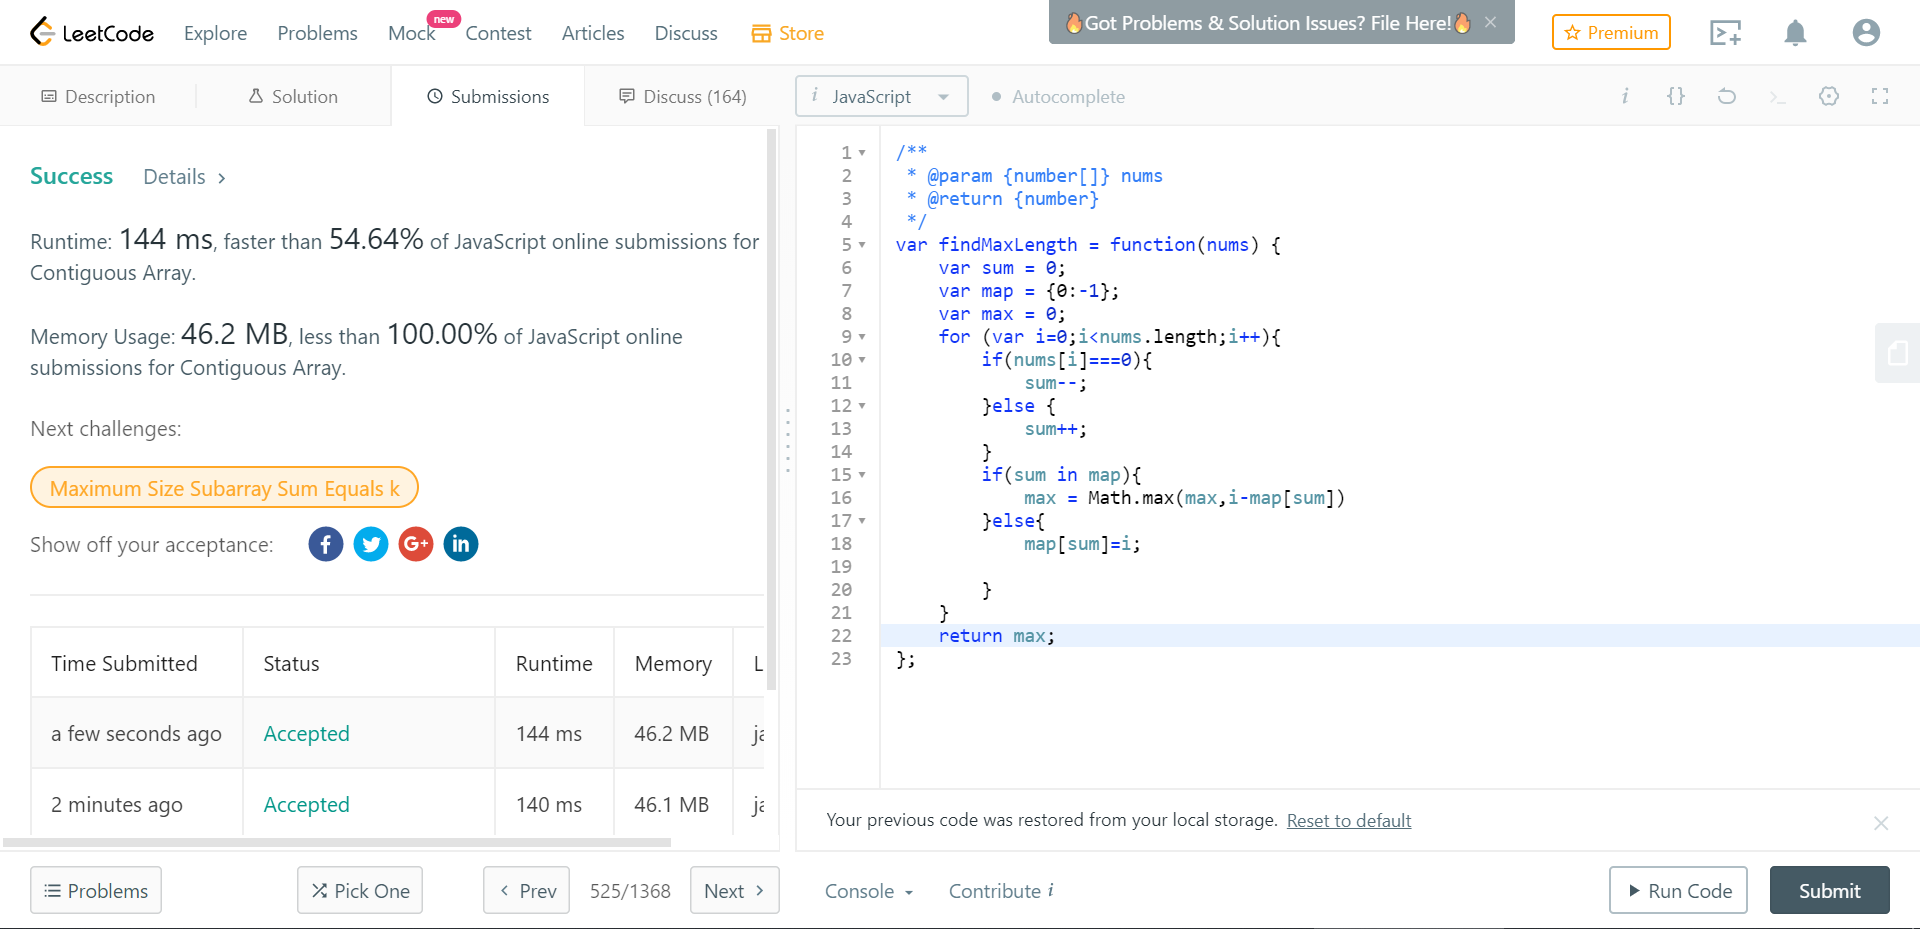 LeetCode Explore Problems Mock new Contest Articles Discuss Store 🔥Got Problems & Solution Issues? File Here!🔥 × Premium
Description Solution Submissions Discuss (164) i JavaScript Autocomplete i {}
Success Details >
Runtime: 144 ms, faster than 54.64% of JavaScript online submissions for
Contiguous Array.
Memory Usage: 46.2 MB, less than 100.00% of JavaScript online
submissions for Contiguous Array.
Next challenges:
Maximum Size Subarray Sum Equals k
Show off your acceptance: f G+ in
Time Submitted Status Runtime Memory L
a few seconds ago Accepted 144 ms 46.2 MB ja
2 minutes ago Accepted 140 ms 46.1 MB ja
1 /**
2 * @param {number[]} nums
3 * @return {number}
4 */
5 var findMaxLength = function(nums) {
6 var sum = 0;
7 var map = {0:-1};
8 var max = 0;
9 for (var i=0;i<nums.length;i++){
10 if(nums[i]===0){
11 sum--;
12 }else {
13 sum++;
14 }
15 if(sum in map){
16 max = Math.max(max,i-map[sum])
17 }else{
18 map[sum]=i;
19
20 }
21 }
22 return max;
23 };
Your previous code was restored from your local storage. Reset to default
Problems Pick One < Prev 525/1368 Next > Console Contribute i Run Code Submit